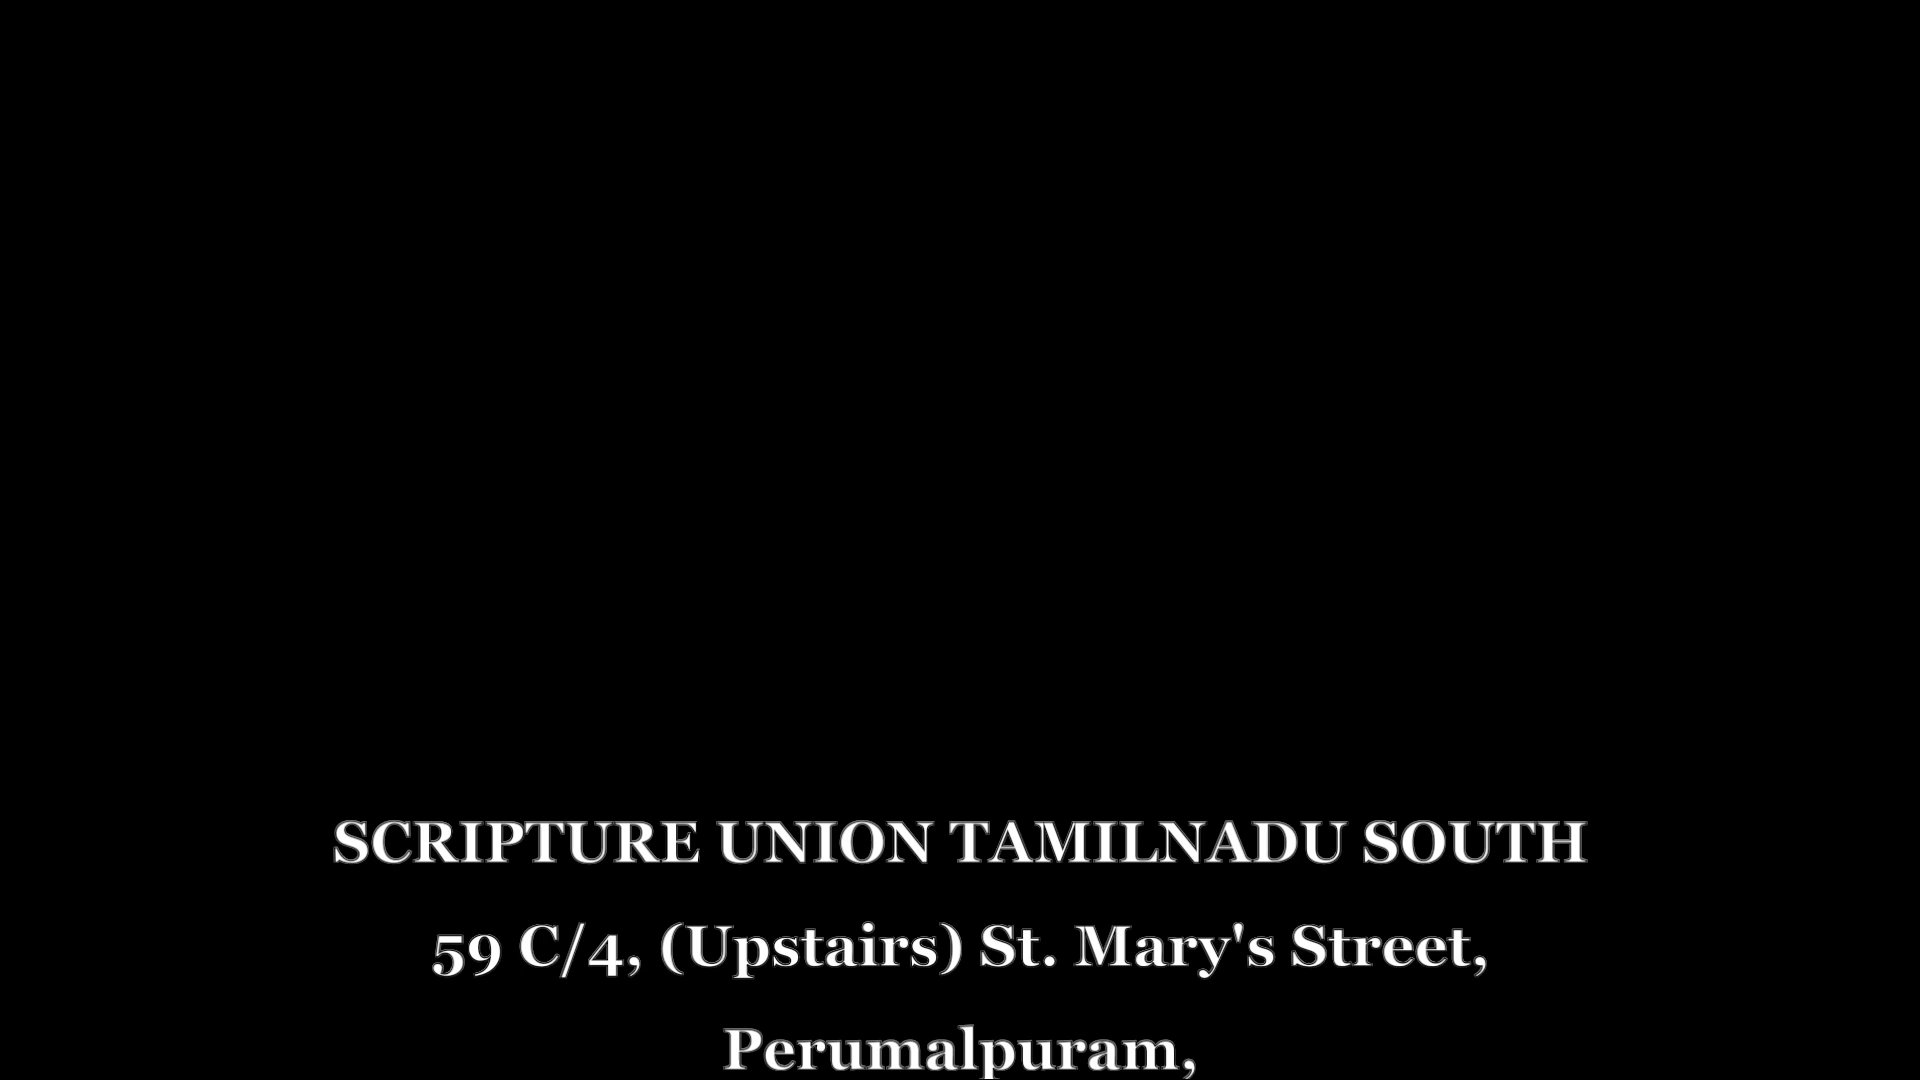 SCRIPTURE UNION TAMILNADU SOUTH
59 C/4, (Upstairs) St. Mary's Street,
Perumalpuram,